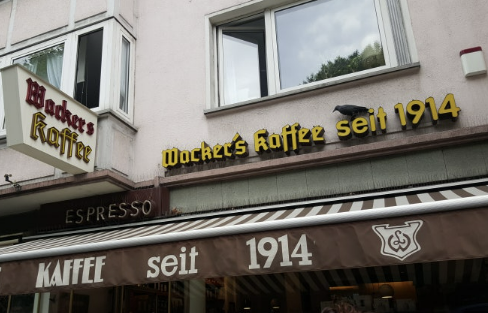 Wacker's
Kaffee
Wacker's Kaffee seit 1914
ESPRESSO
KAFFEE seit 1914